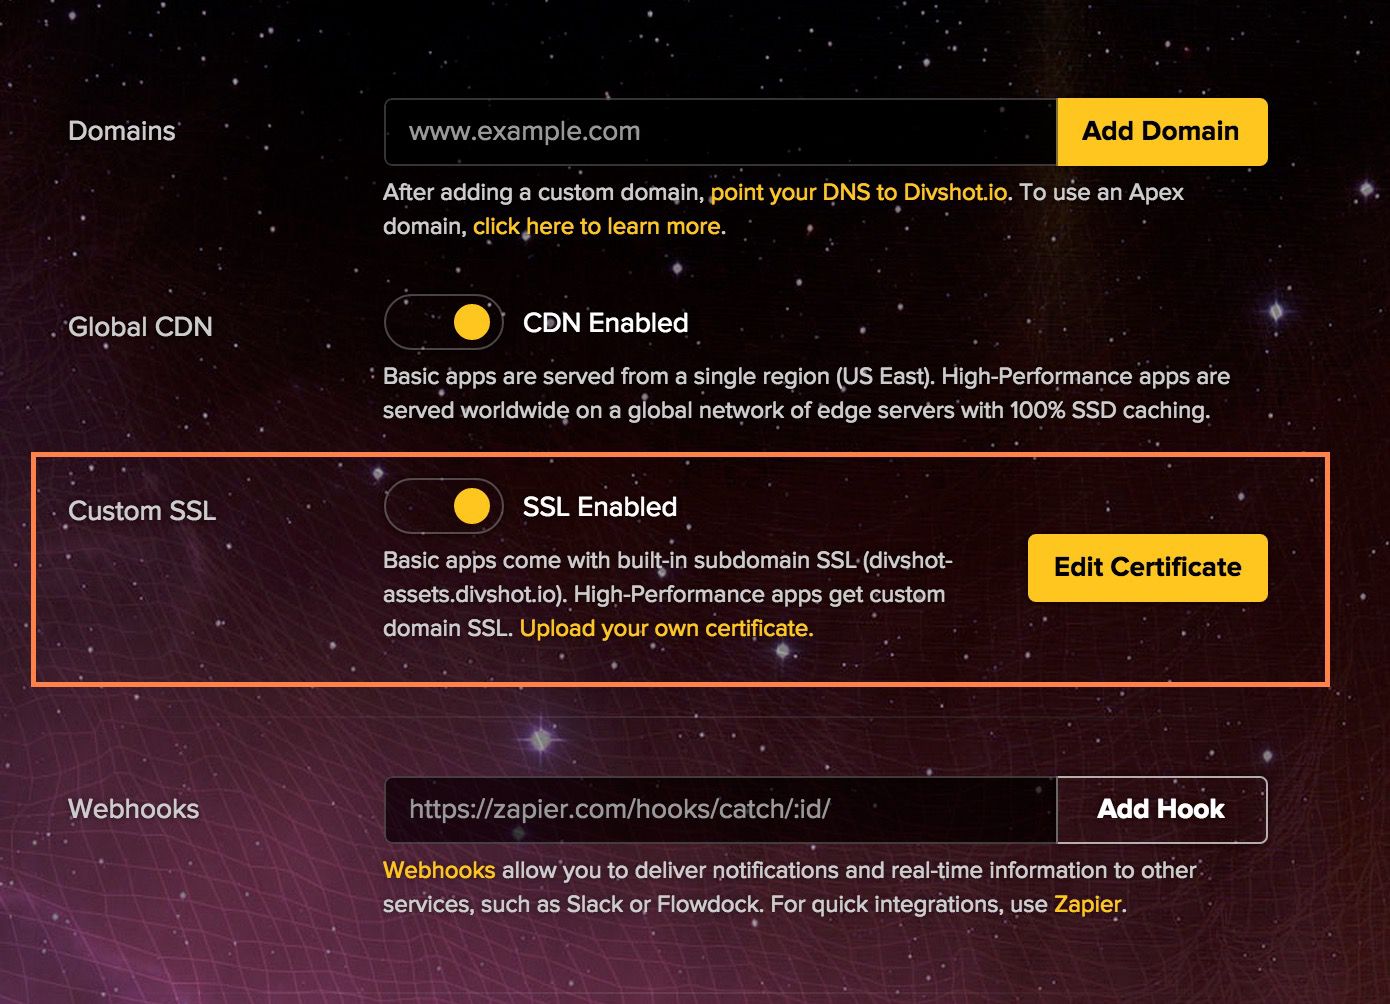 Domains
www.example.com
Add Domain
After adding a custom domain, point your DNS to Divshot.io. To use an Apex
domain, click here to learn more.
Global CDN
CDN Enabled
Basic apps are served from a single region (US East). High-Performance apps are
served worldwide on a global network of edge servers with 100% SSD caching.
Custom SSL
SSL Enabled
Basic apps come with built-in subdomain SSL (divshot-
assets.divshot.io). High-Performance apps get custom
domain SSL. Upload your own certificate.
Edit Certificate
Webhooks
https://zapier.com/hooks/catch/:id/
Add Hook
Webhooks allow you to deliver notifications and real-time information to other
services, such as Slack or Flowdock. For quick integrations, use Zapier.